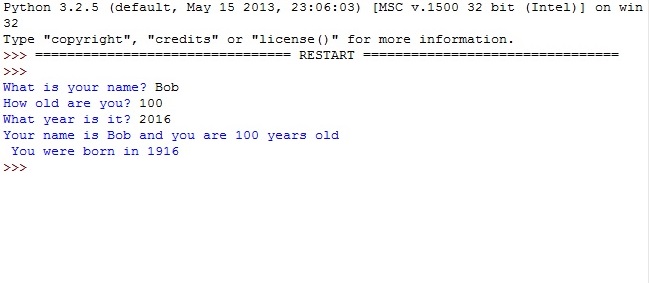 Python 3.2.5 (default, May 15 2013, 23:06:03) [MSC v.1500 32 bit (Intel)] on win
32
Type "copyright", "credits" or "license()" for more information.
>>> ================================ RESTART ================================
>>>
What is your name? Bob
How old are you? 100
What year is it? 2016
Your name is Bob and you are 100 years old
 You were born in 1916
>>>